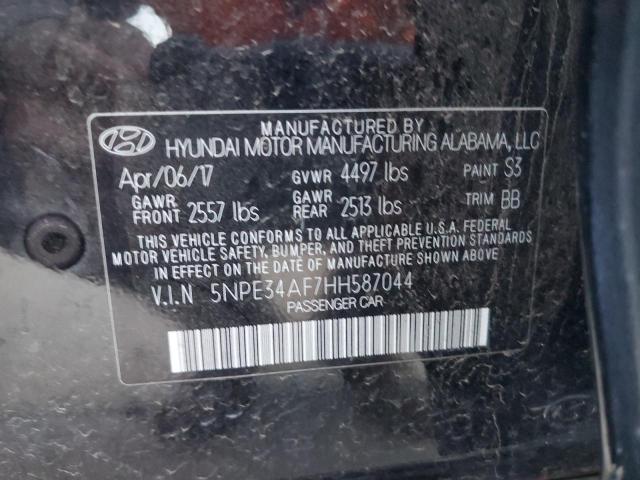 MANUFACTURED BY
HYUNDAI MOTOR MANUFACTURING ALABAMA, LLC
Apr/06/17 GVWR 4497 lbs PAINT S3
GAWR FRONT 2557 lbs GAWR REAR 2513 lbs TRIM BB
THIS VEHICLE CONFORMS TO ALL APPLICABLE U.S.A. FEDERAL
MOTOR VEHICLE SAFETY, BUMPER, AND THEFT PREVENTION STANDARDS
IN EFFECT ON THE DATE OF MANUFACTURE SHOWN ABOVE.
V.I.N 5NPE34AF7HH587044
PASSENGER CAR